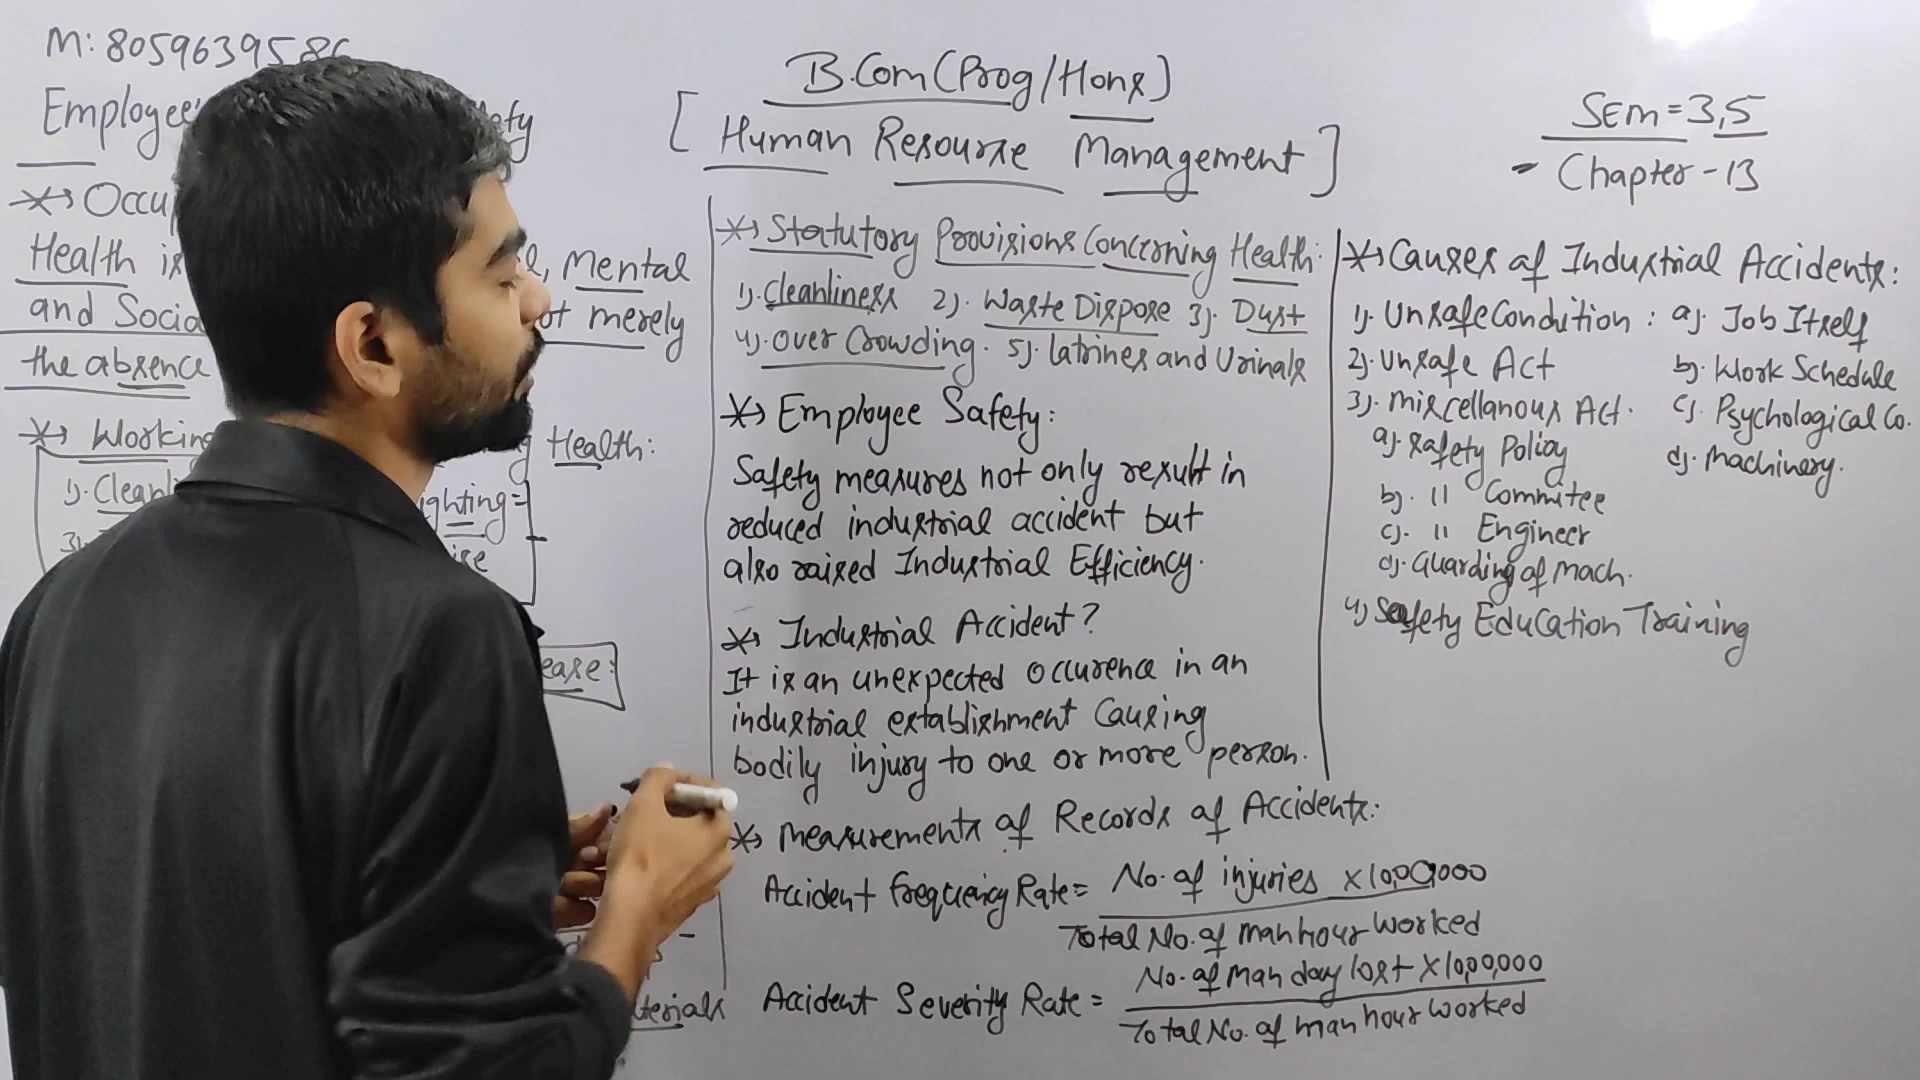 M: 805963958
B.Com (Prog/Hons)
[Human Resourse Management]
Sem = 3,5
- Chapter - 13
Health
Mental
and
merely
the absence
Health:
1). 
*→ Statutory Provisions Concerning Health:
1). Cleanliness 2). Waste Dispose 3). Dust
4). Over Crowding. 5). Latrines and Urinals
*→ Employee Safety:
Safety measures not only result in
reduced industrial accident but
also raised Industrial Efficiency.
*→ Industrial Accident?
It is an unexpected occurence in an
industrial establishment Causing
bodily injury to one or more person.
*→ Measurements of Records of Accidents:
Accident frequency Rate = No. of injuries x 10,00,000
Total No. of man hour worked
Accident Severity Rate = No. of man day lost x 10,00,000
Total No. of man hour worked
*→ Causes of Industrial Accidents:
1). Unsafe Condition: a). Job Itself
2). Unsafe Act b). Work Schedule
3). Miscellanous Act. c). Psychological Co.
a). Safety Policy d). Machinery.
b). 11 Commitee
c). 11 Engineer
d). Guarding of Mach.
4) Safety Education Training